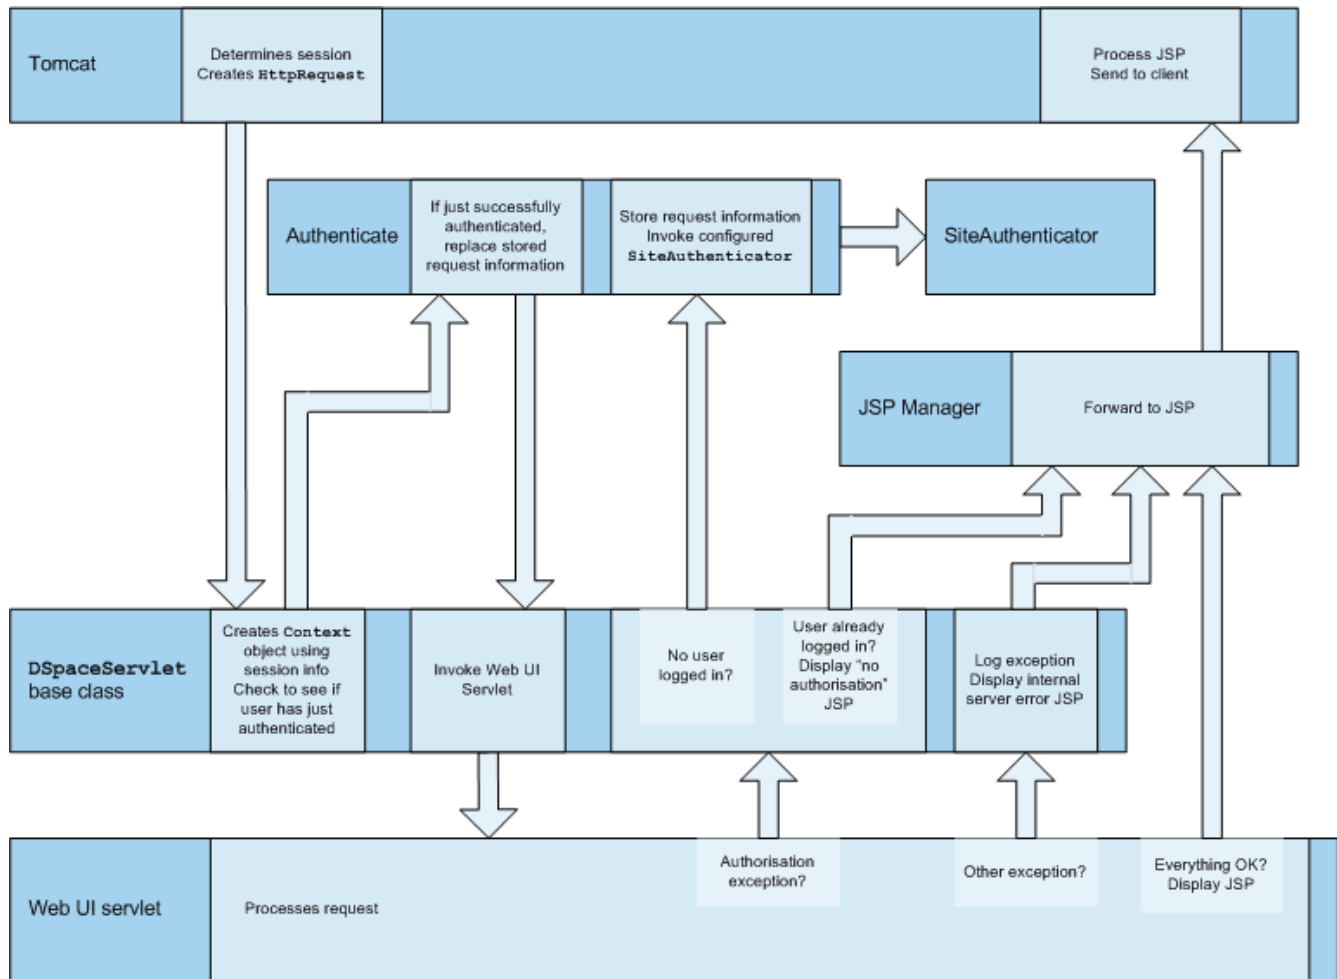 Tomcat
Determines session
Creates HttpRequest
Process JSP
Send to client
Authenticate
If just successfully
authenticated,
replace stored
request information
Store request information
Invoke configured
SiteAuthenticator
SiteAuthenticator
JSP Manager
Forward to JSP
DSpaceServlet
base class
Creates Context
object using
session info
Check to see if
user has just
authenticated
Invoke Web UI
Servlet
No user
logged in?
User already
logged in?
Display "no
authorisation"
JSP
Log exception
Display internal
server error JSP
Web UI servlet
Processes request
Authorisation
exception?
Other exception?
Everything OK?
Display JSP